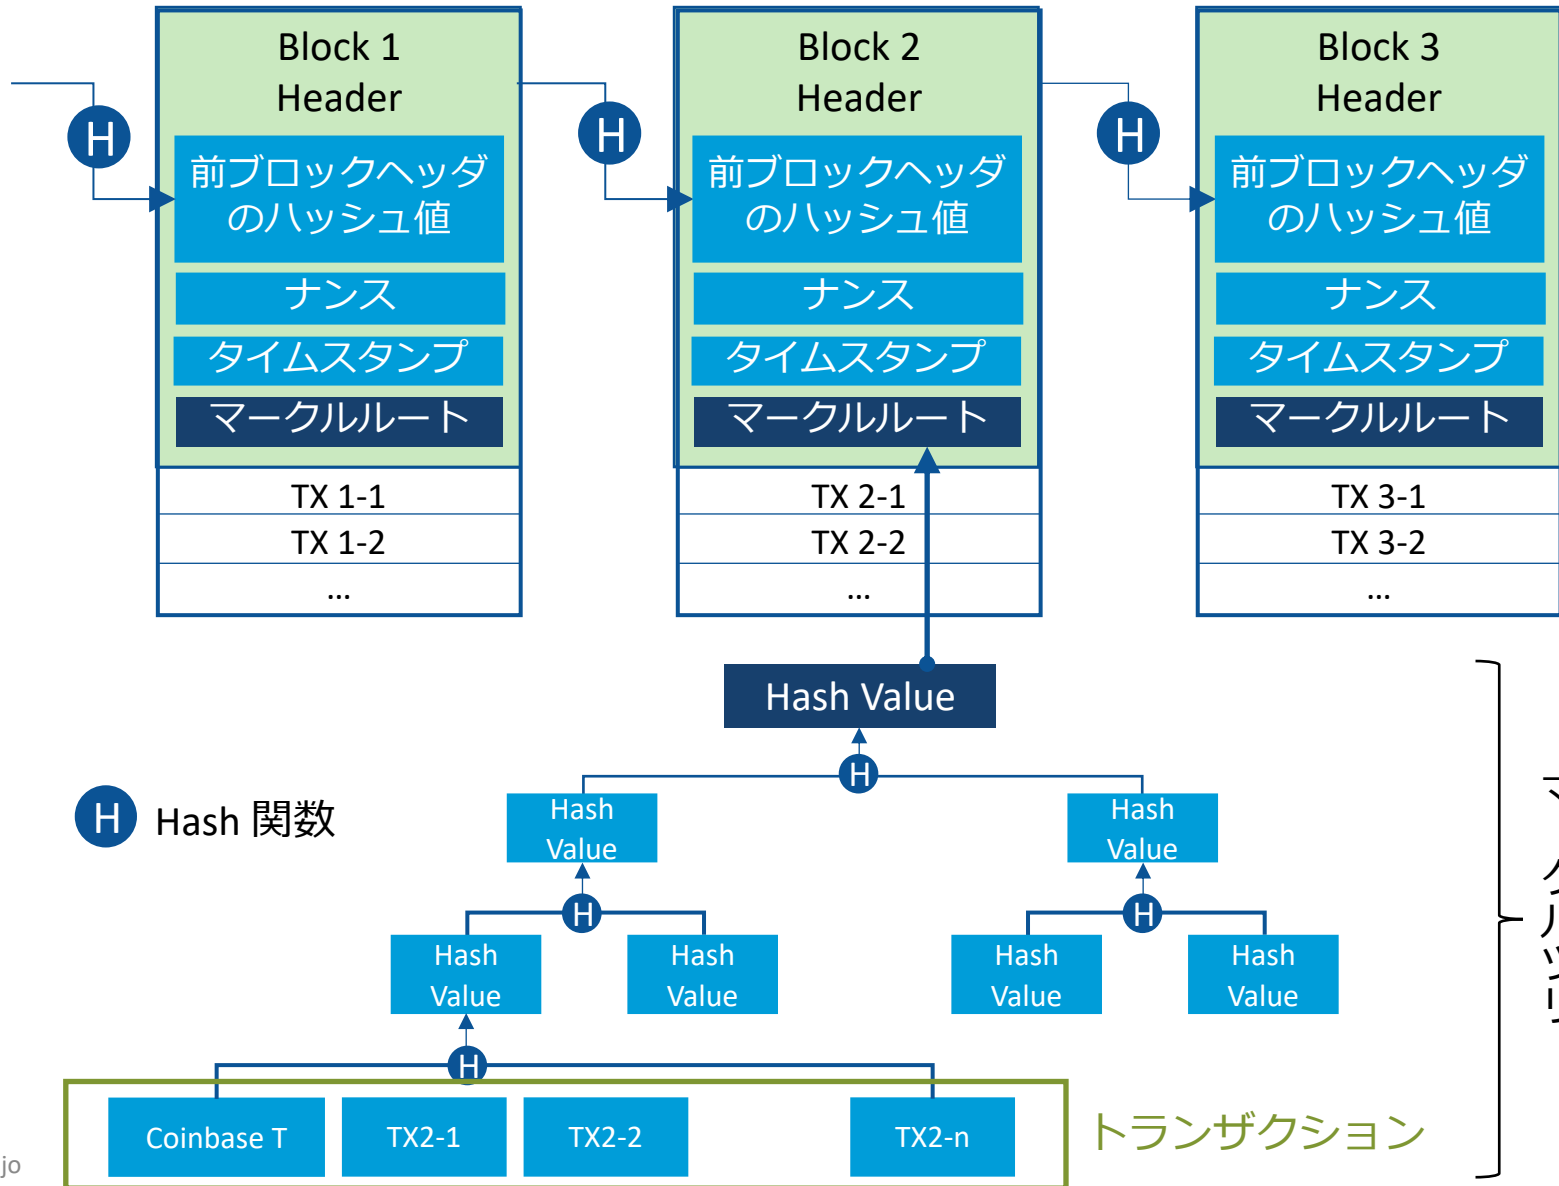 Block 1
Header
H
前ブロックヘッダ
のハッシュ値
ナンス
タイムスタンプ
マークルルート
TX 1-1
TX 1-2
...
H
Block 2
Header
前ブロックヘッダ
のハッシュ値
ナンス
タイムスタンプ
マークルルート
TX 2-1
TX 2-2
...
H
Block 3
Header
前ブロックヘッダ
のハッシュ値
ナンス
タイムスタンプ
マークルルート
TX 3-1
TX 3-2
...
Hash Value
H
H Hash 関数
Hash
Value
Hash
Value
H
H
Hash
Value
Hash
Value
Hash
Value
Hash
Value
マークルツリ
H
Coinbase T
TX2-1
TX2-2
TX2-n
トランザクション
jo